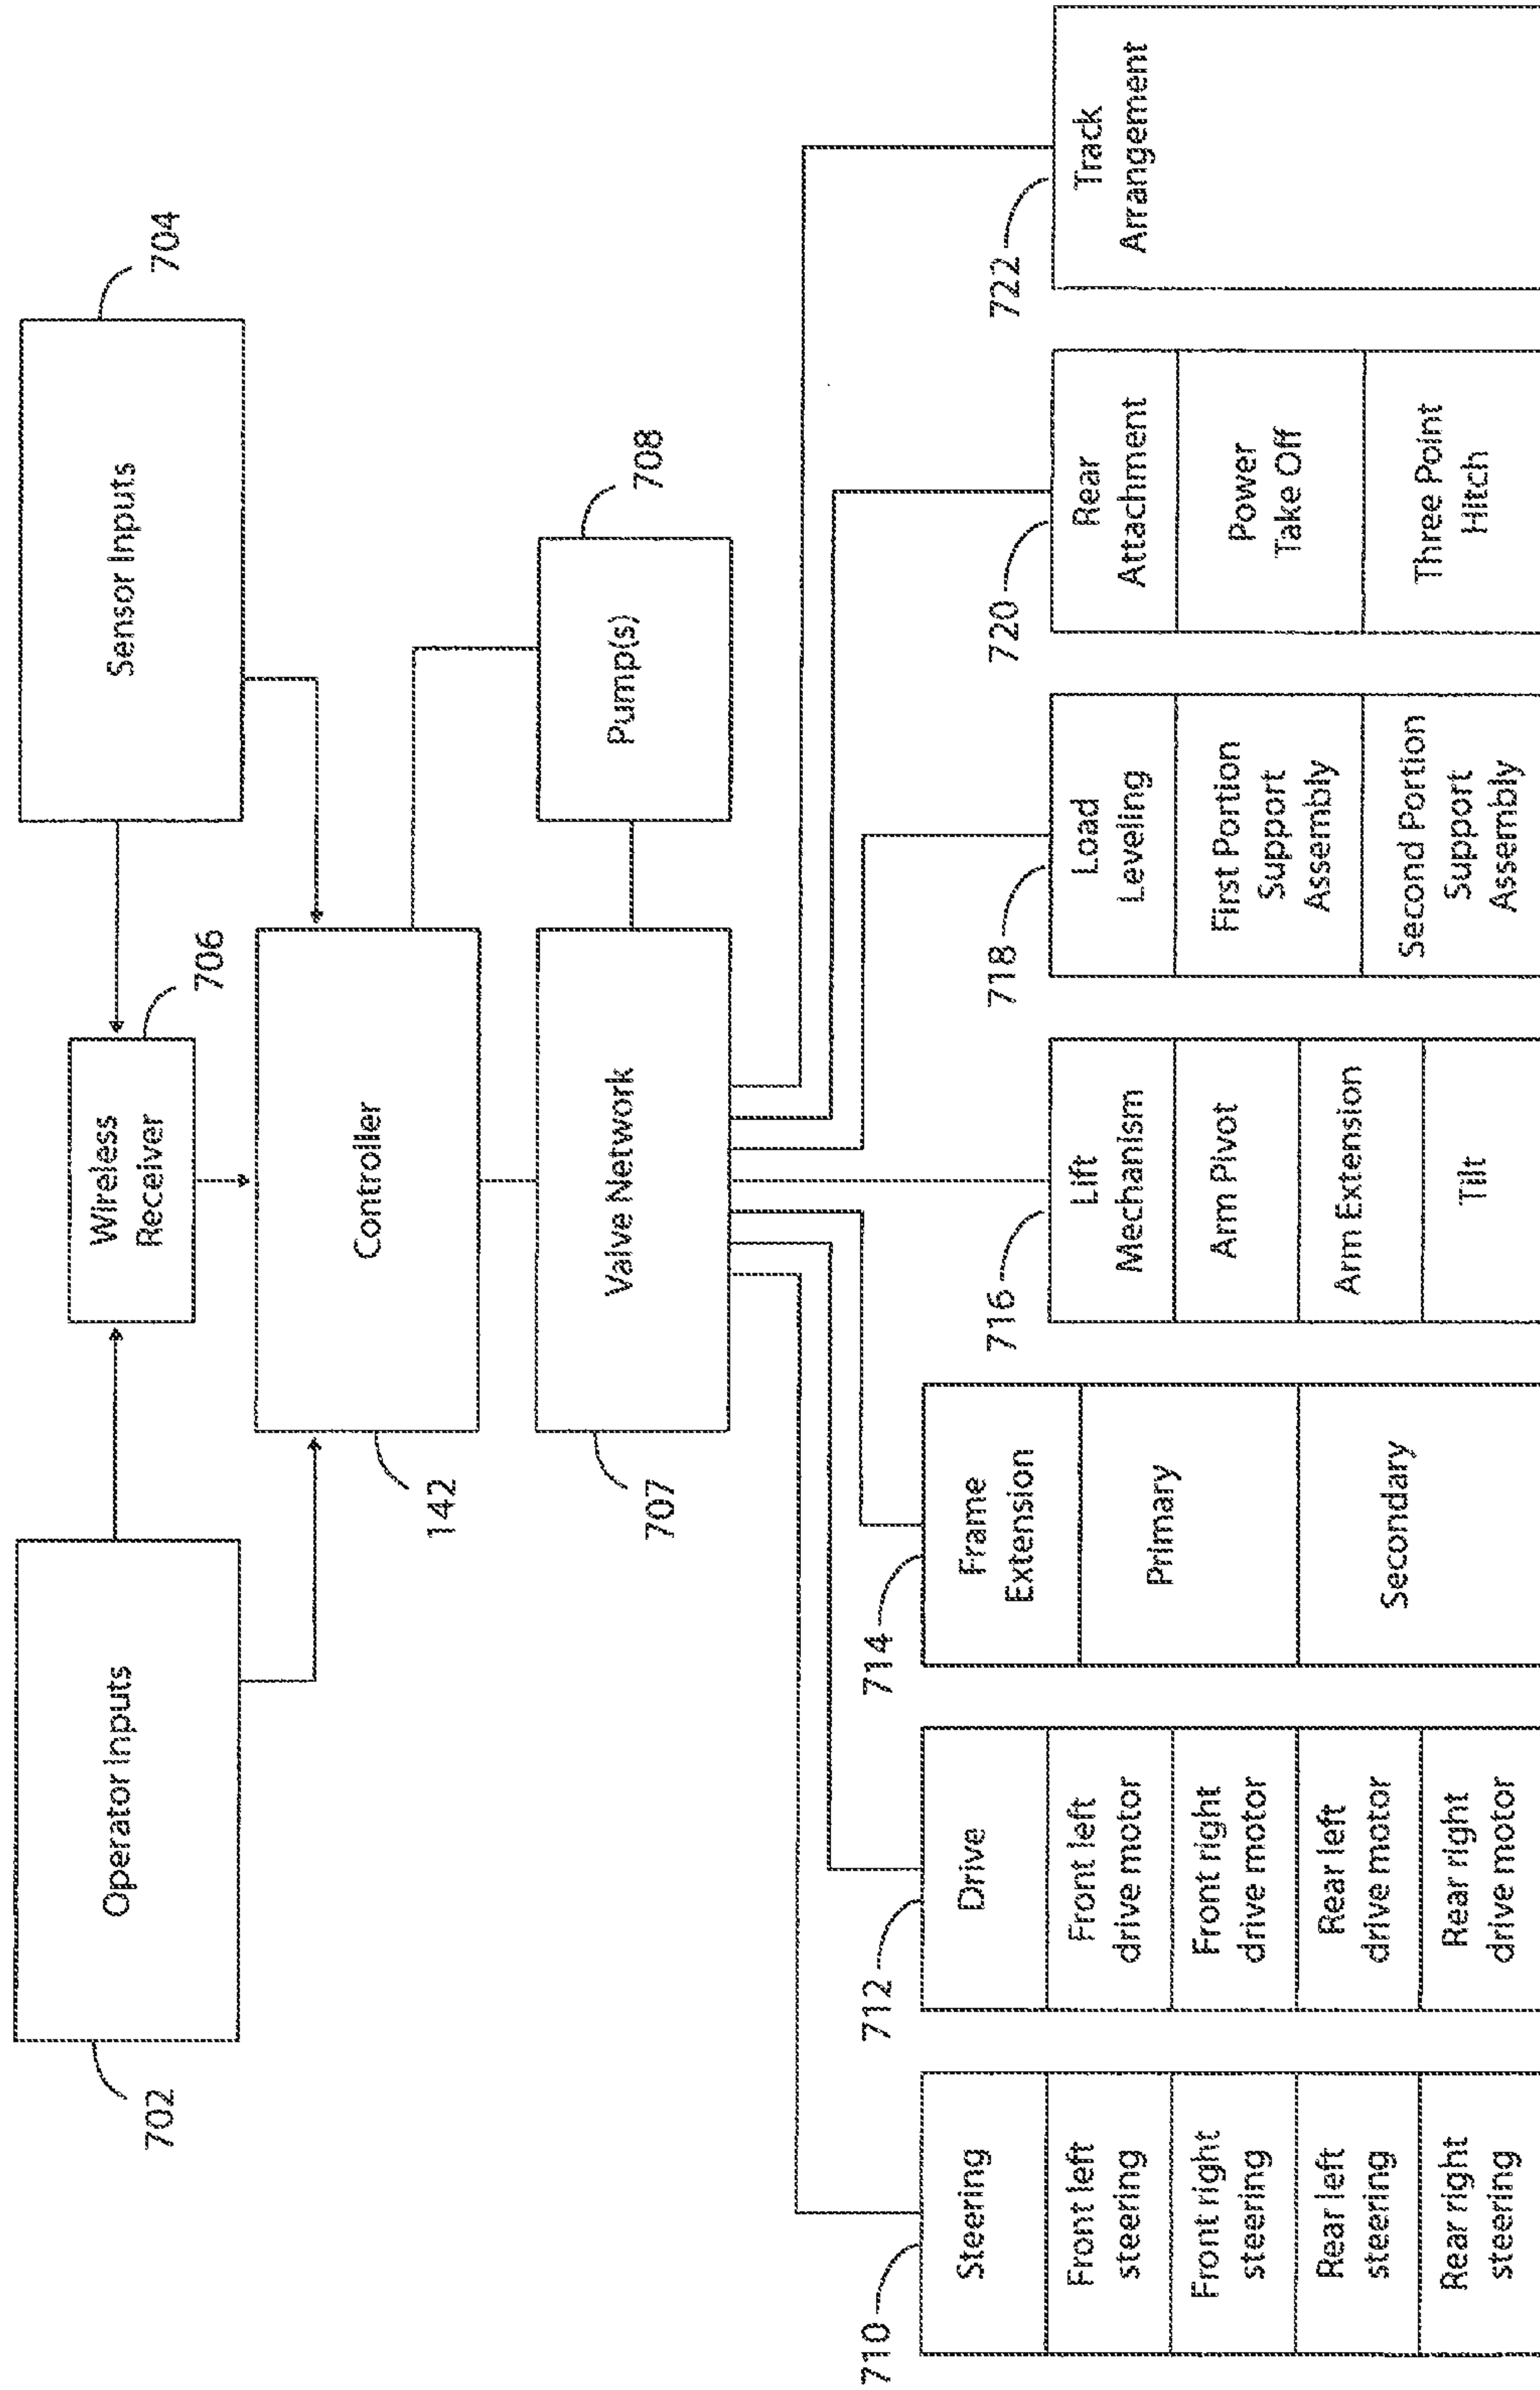 702
Operator Inputs
Wireless
Receiver
706
Sensor Inputs
704
142
Controller
707
Valve Network
Pump(s)
708
710
Steering
Front left
steering
Front right
steering
Rear left
steering
Rear right
steering
712
Drive
Front left
drive motor
Front right
drive motor
Rear left
drive motor
Rear right
drive motor
714
Frame
Extension
Primary
Secondary
716
Lift
Mechanism
Arm Pivot
Arm Extension
Tilt
718
Load
Leveling
First Portion
Support
Assembly
Second Portion
Support
Assembly
720
Rear
Attachment
Power
Take Off
Three Point
Hitch
722
Track
Arrangement